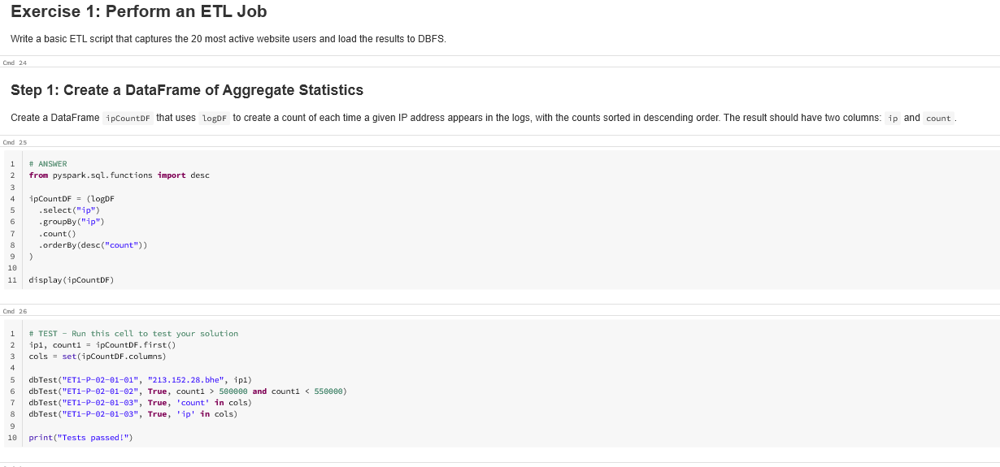 Exercise 1: Perform an ETL Job
Write a basic ETL script that captures the 20 most active website users and load the results to DBFS.
Cmd 24
Step 1: Create a DataFrame of Aggregate Statistics
Create a DataFrame ipCountDF that uses logDF to create a count of each time a given IP address appears in the logs, with the counts sorted in descending order. The result should have two columns: ip and count .
Cmd 25
1 # ANSWER
2 from pyspark.sql.functions import desc
3
4 ipCountDF = (logDF
5 .select("ip")
6 .groupBy("ip")
7 .count()
8 .orderBy(desc("count"))
9 )
10
11 display(ipCountDF)
Cmd 26
1 # TEST - Run this cell to test your solution
2 ip1, count1 = ipCountDF.first()
3 cols = set(ipCountDF.columns)
4
5 dbTest("ET1-P-02-01-01", "213.152.28.bhe", ip1)
6 dbTest("ET1-P-02-01-02", True, count1 > 500000 and count1 < 550000)
7 dbTest("ET1-P-02-01-03", True, 'count' in cols)
8 dbTest("ET1-P-02-01-03", True, 'ip' in cols)
9
10 print("Tests passed!")